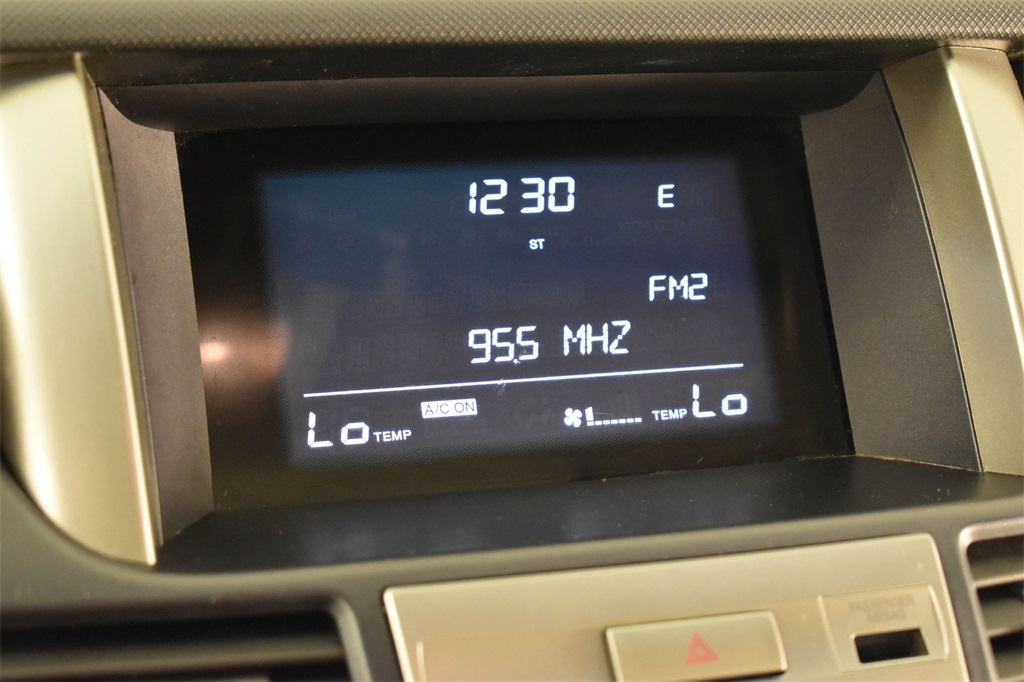 12 30 E
ST
FM2
95.5 MHZ
Lo TEMP A/C ON TEMP Lo
PASSENGER
AIRBAG